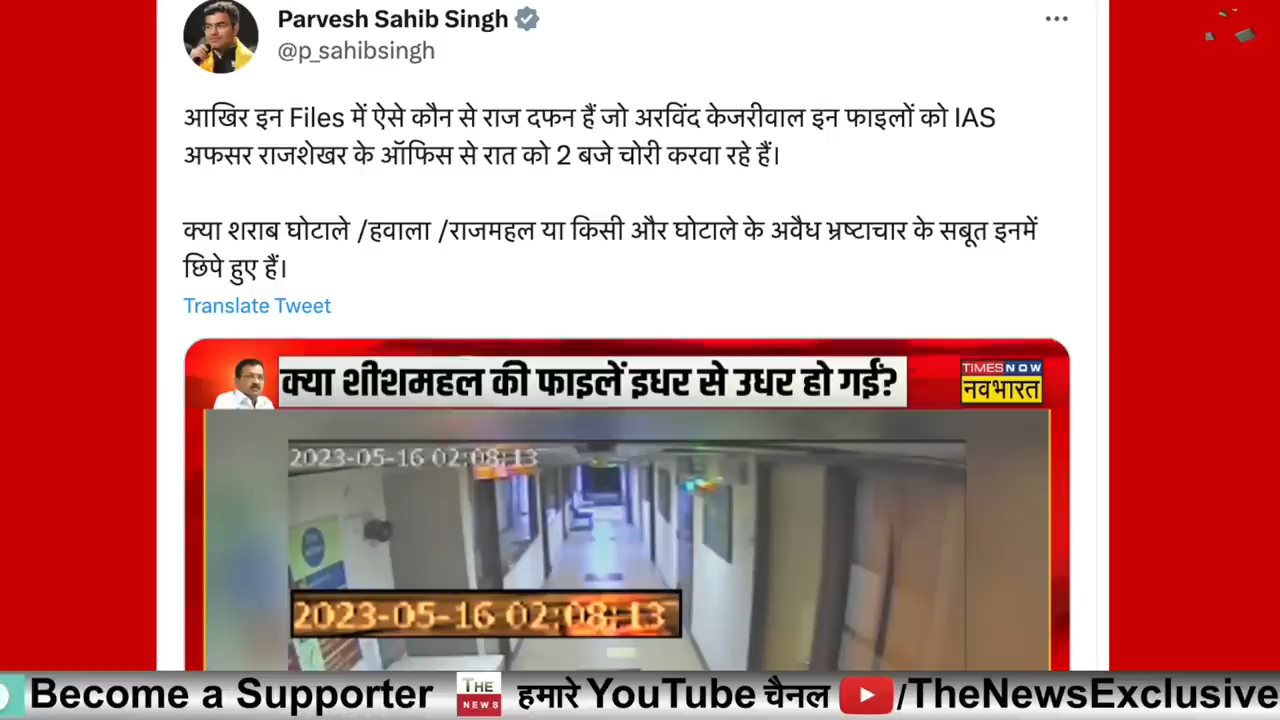 Parvesh Sahib Singh
@p_sahibsingh
आखिर इन Files में ऐसे कौन से राज दफन हैं जो अरविंद केजरीवाल इन फाइलों को IAS
अफसर राजशेखर के ऑफिस से रात को 2 बजे चोरी करवा रहे हैं।
क्या शराब घोटाले /हवाला /राजमहल या किसी और घोटाले के अवैध भ्रष्टाचार के सबूत इनमें
छिपे हुए हैं।
Translate Tweet
क्या शीशमहल की फाइलें इधर से उधर हो गईं?
TIMES NOW
नवभारत
2023-05-16 02:08:13
2023-05-16 02:08:13
Become a Supporter THE NEWS हमारे YouTube चैनल /TheNewsExclusive